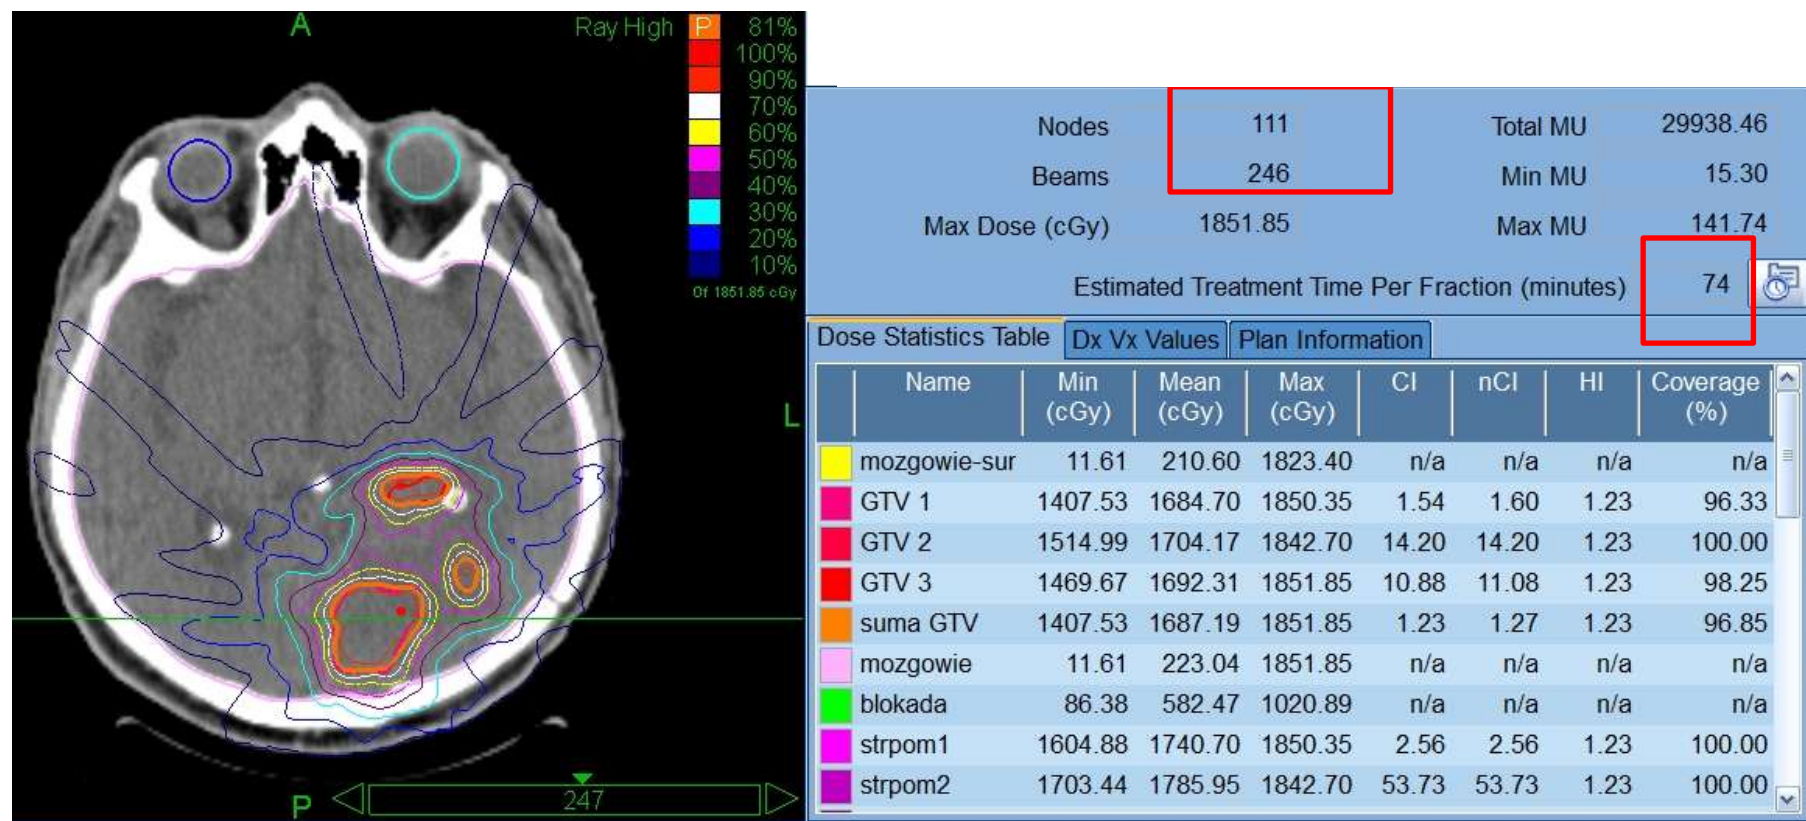 A
Ray High P 81%
100%
90%
70%
60%
50%
40%
30%
20%
10%
Of 1851.85 cGy
L
P
247
Nodes 111 Total MU 29938.46
Beams 246 Min MU 15.30
Max Dose (cGy) 1851.85 Max MU 141.74
Estimated Treatment Time Per Fraction (minutes) 74
Dose Statistics Table Dx Vx Values Plan Information
Name Min (cGy) Mean (cGy) Max (cGy) CI nCI HI Coverage (%)
mozgowie-sur 11.61 210.60 1823.40 n/a n/a n/a n/a
GTV 1 1407.53 1684.70 1850.35 1.54 1.60 1.23 96.33
GTV 2 1514.99 1704.17 1842.70 14.20 14.20 1.23 100.00
GTV 3 1469.67 1692.31 1851.85 10.88 11.08 1.23 98.25
suma GTV 1407.53 1687.19 1851.85 1.23 1.27 1.23 96.85
mozgowie 11.61 223.04 1851.85 n/a n/a n/a n/a
blokada 86.38 582.47 1020.89 n/a n/a n/a n/a
strpom1 1604.88 1740.70 1850.35 2.56 2.56 1.23 100.00
strpom2 1703.44 1785.95 1842.70 53.73 53.73 1.23 100.00